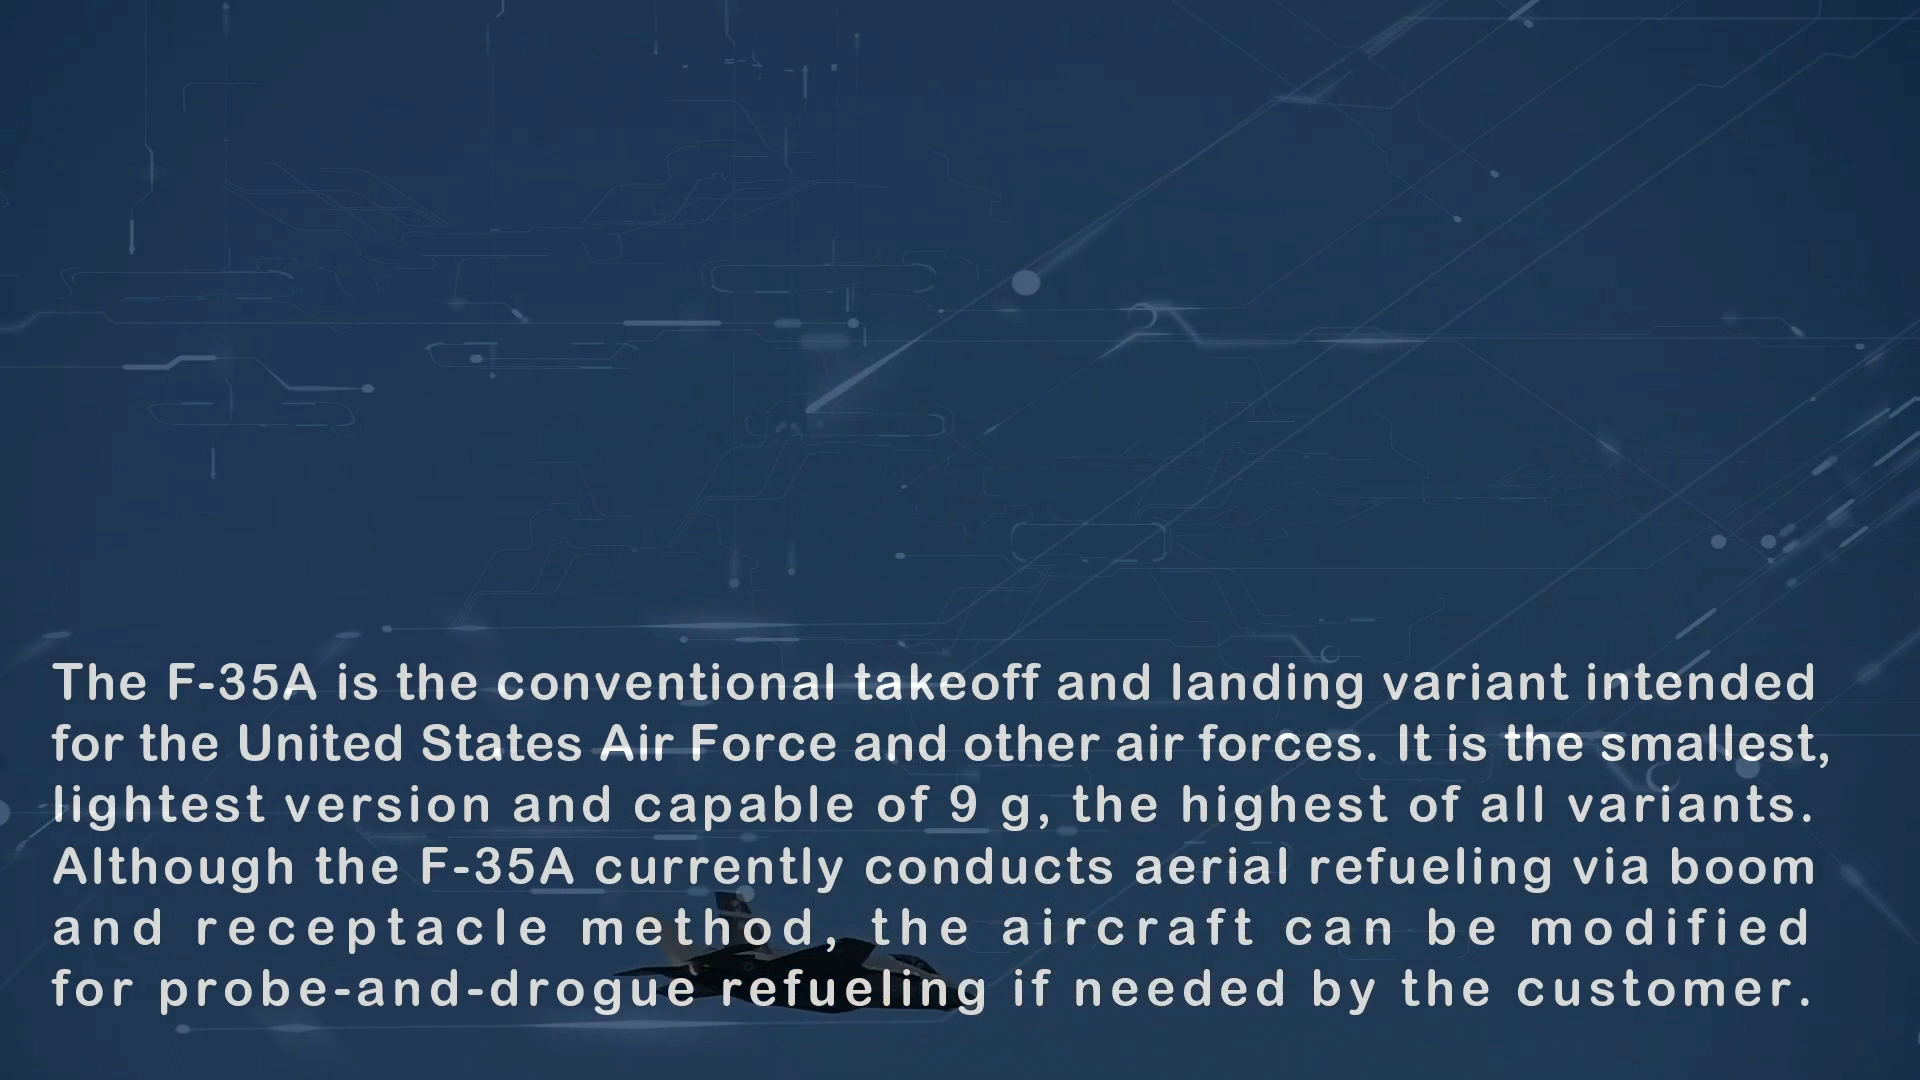 The F-35A is the conventional takeoff and landing variant intended
for the United States Air Force and other air forces. It is the smallest,
lightest version and capable of 9 g, the highest of all variants.
Although the F-35A currently conducts aerial refueling via boom
and receptacle method, the aircraft can be modified
for probe-and-drogue refueling if needed by the customer.